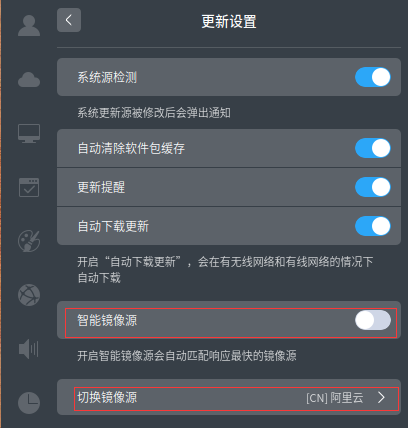 更新设置
系统源检测
系统更新源被修改后会弹出通知
自动清除软件包缓存
更新提醒
自动下载更新
开启“自动下载更新”，会在有无线网络和有线网络的情况下
自动下载
智能镜像源
开启智能镜像源会自动匹配响应最快的镜像源
切换镜像源 [CN] 阿里云